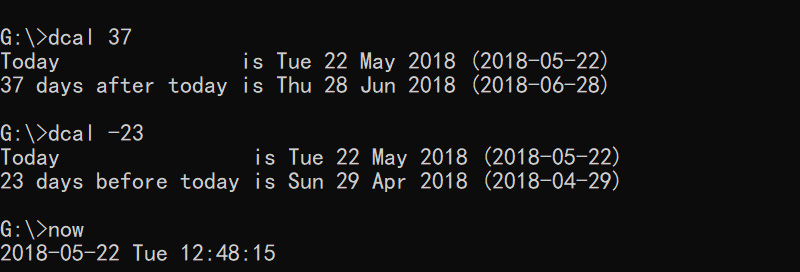 G:\>dcal 37
Today               is Tue 22 May 2018 (2018-05-22)
37 days after today is Thu 28 Jun 2018 (2018-06-28)
G:\>dcal -23
Today                is Tue 22 May 2018 (2018-05-22)
23 days before today is Sun 29 Apr 2018 (2018-04-29)
G:\>now
2018-05-22 Tue 12:48:15